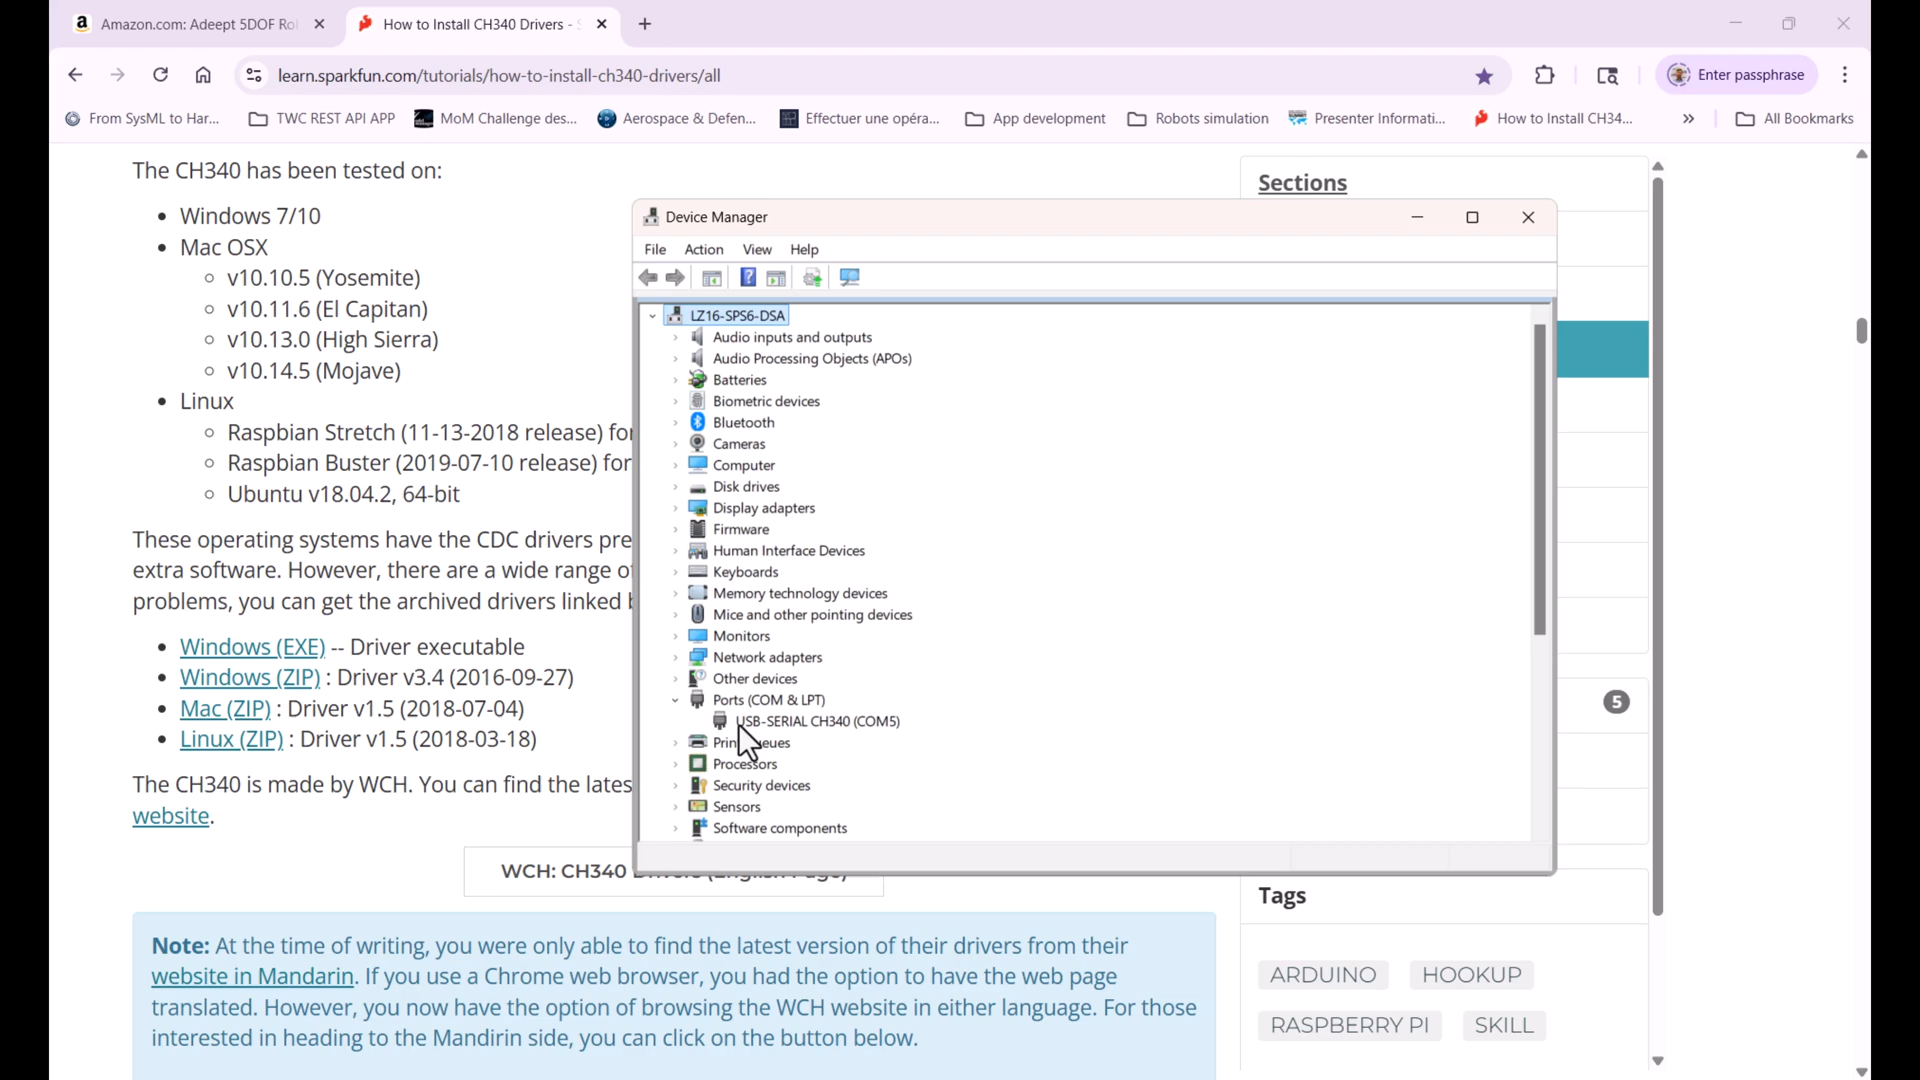 Amazon.com: Adeept 5DOF Ro
How to Install CH340 Drivers -
learn.sparkfun.com/tutorials/how-to-install-ch340-drivers/all
Enter passphrase
From SysML to Har...
TWC REST API APP
MoM Challenge des...
Aerospace & Defen...
Effectuer une opéra...
App development
Robots simulation
Presenter Informati...
How to Install CH34...
»
All Bookmarks
The CH340 has been tested on:
• Windows 7/10
• Mac OSX
v10.10.5 (Yosemite)
v10.11.6 (El Capitan)
v10.13.0 (High Sierra)
v10.14.5 (Mojave)
• Linux
Raspbian Stretch (11-13-2018 release) for
Raspbian Buster (2019-07-10 release) for
Ubuntu v18.04.2, 64-bit
These operating systems have the CDC drivers pre
extra software. However, there are a wide range
problems, you can get the archived drivers linked
• Windows (EXE) -- Driver executable
• Windows (ZIP) : Driver v3.4 (2016-09-27)
• Mac (ZIP) : Driver v1.5 (2018-07-04)
• Linux (ZIP) : Driver v1.5 (2018-03-18)
The CH340 is made by WCH. You can find the lates
website.
WCH: CH340 Drivers (English Page)
Note: At the time of writing, you were only able to find the latest version of their drivers from their
website in Mandarin. If you use a Chrome web browser, you had the option to have the web page
translated. However, you now have the option of browsing the WCH website in either language. For those
interested in heading to the Mandirin side, you can click on the button below.
Device Manager
File Action View Help
LZ16-SPS6-DSA
Audio inputs and outputs
Audio Processing Objects (APOs)
Batteries
Biometric devices
Bluetooth
Cameras
Computer
Disk drives
Display adapters
Firmware
Human Interface Devices
Keyboards
Memory technology devices
Mice and other pointing devices
Monitors
Network adapters
Other devices
Ports (COM & LPT)
USB-SERIAL CH340 (COM5)
Print queues
Processors
Security devices
Sensors
Software components
Sections
5
Tags
ARDUINO HOOKUP
RASPBERRY PI SKILL